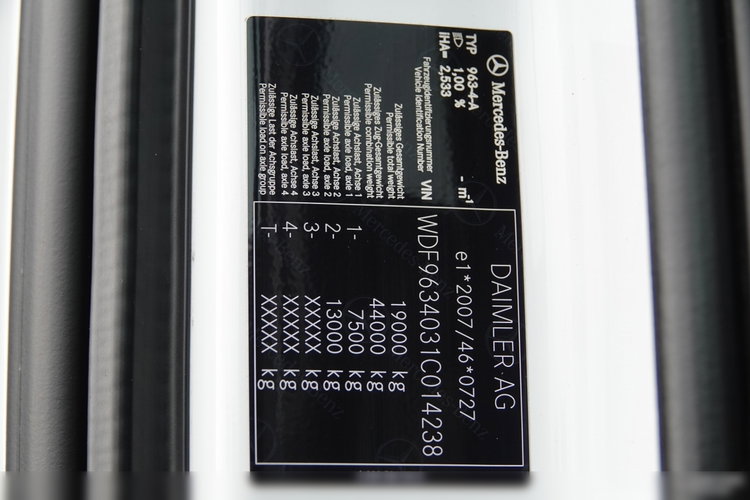 Mercedes-Benz
TYP 963-4-A
1,00 % - m-1
IHA= 2,533
DAIMLER AG
e1*2007/46*0727
Fahrzeugidentifizierungsnummer
Vehicle Identification Number VIN WDF9634031C014238
Zulässiges Gesamtgewicht
Permissible total weight 19000 kg
Zulässiges Zug-Gesamtgewicht
Permissible combination weight 44000 kg
Zulässige Achslast, Achse 1
Permissible axle load, axle 1 1- 7500 kg
Zulässige Achslast, Achse 2
Permissible axle load, axle 2 2- 13000 kg
Zulässige Achslast, Achse 3
Permissible axle load, axle 3 3- XXXXX kg
Zulässige Achslast, Achse 4
Permissible axle load, axle 4 4- XXXXX kg
Zulässige Last der Achsgruppe
Permissible load on axle group T- XXXXX kg